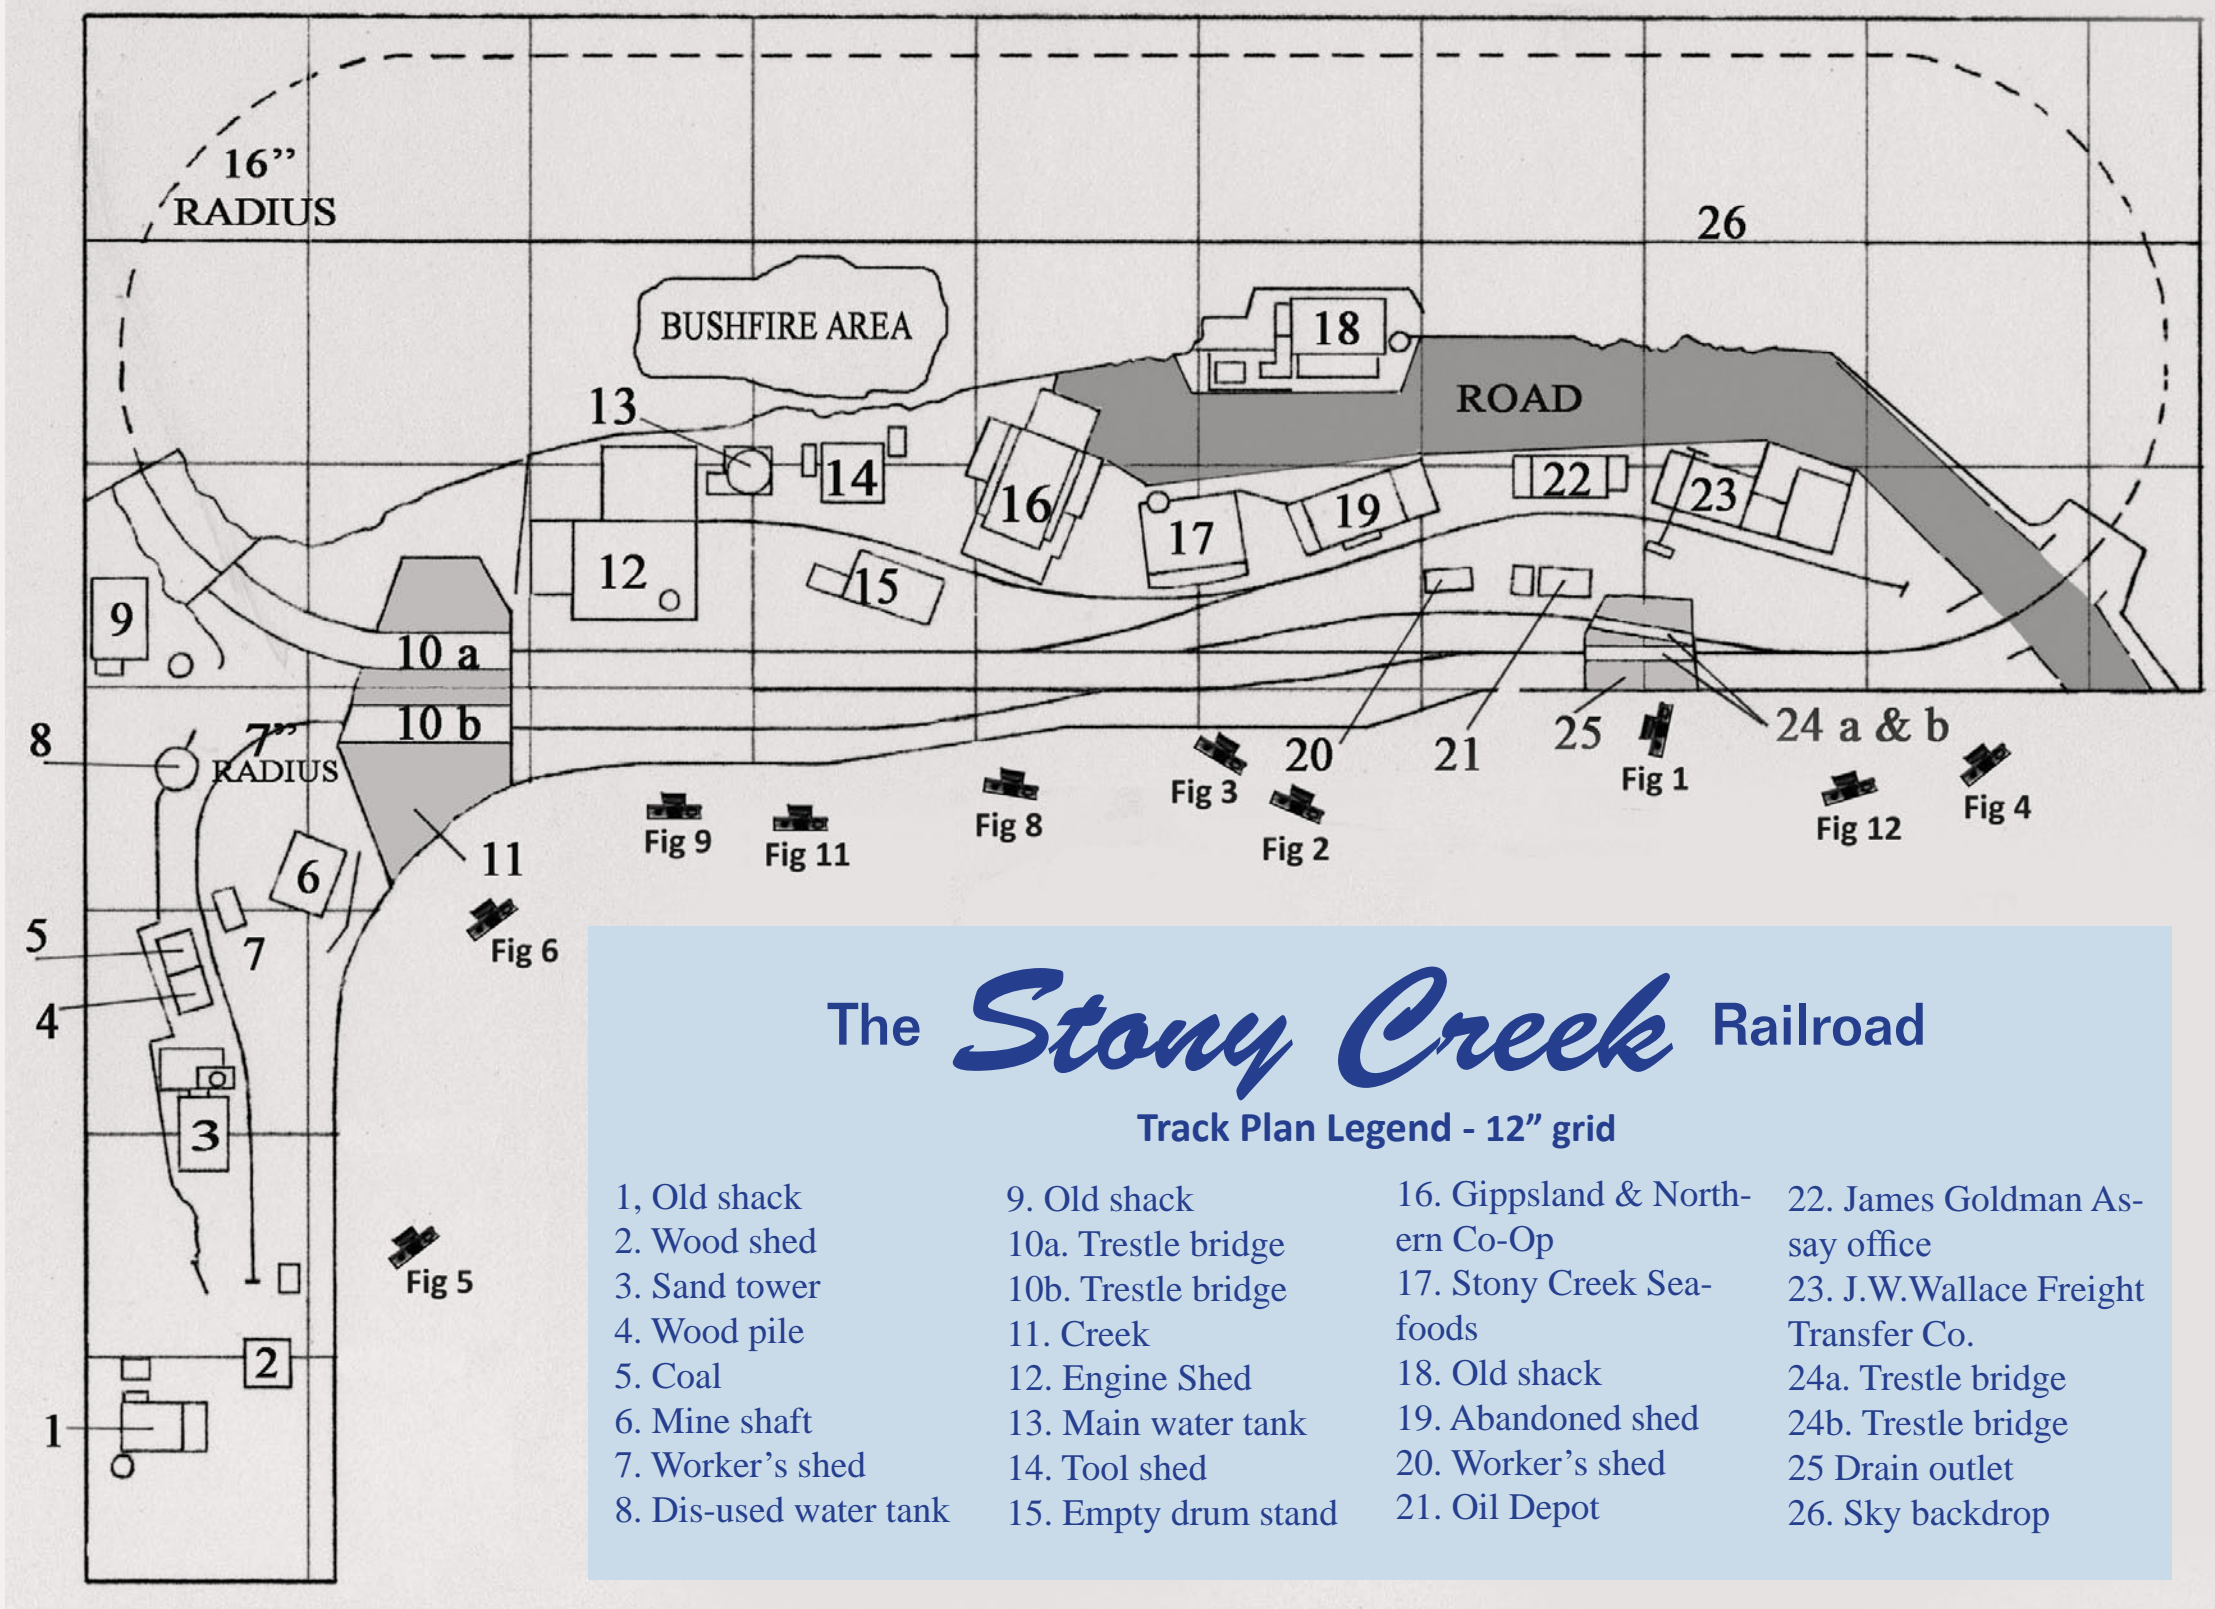 16”
RADIUS
26
BUSHFIRE AREA
18
ROAD
13
14
16
22
23
19
17
12
15
9
10 a
10 b
8
7”
RADIUS
20
21
25
24 a & b
Fig 3
Fig 1
Fig 4
Fig 8
Fig 2
Fig 12
Fig 9
Fig 11
11
6
Fig 6
5
7
4
3
Fig 5
2
1
The Stony Creek Railroad
Track Plan Legend - 12” grid
1, Old shack
2. Wood shed
3. Sand tower
4. Wood pile
5. Coal
6. Mine shaft
7. Worker’s shed
8. Dis-used water tank
9. Old shack
10a. Trestle bridge
10b. Trestle bridge
11. Creek
12. Engine Shed
13. Main water tank
14. Tool shed
15. Empty drum stand
16. Gippsland & North-
ern Co-Op
17. Stony Creek Sea-
foods
18. Old shack
19. Abandoned shed
20. Worker’s shed
21. Oil Depot
22. James Goldman As-
say office
23. J.W.Wallace Freight
Transfer Co.
24a. Trestle bridge
24b. Trestle bridge
25 Drain outlet
26. Sky backdrop